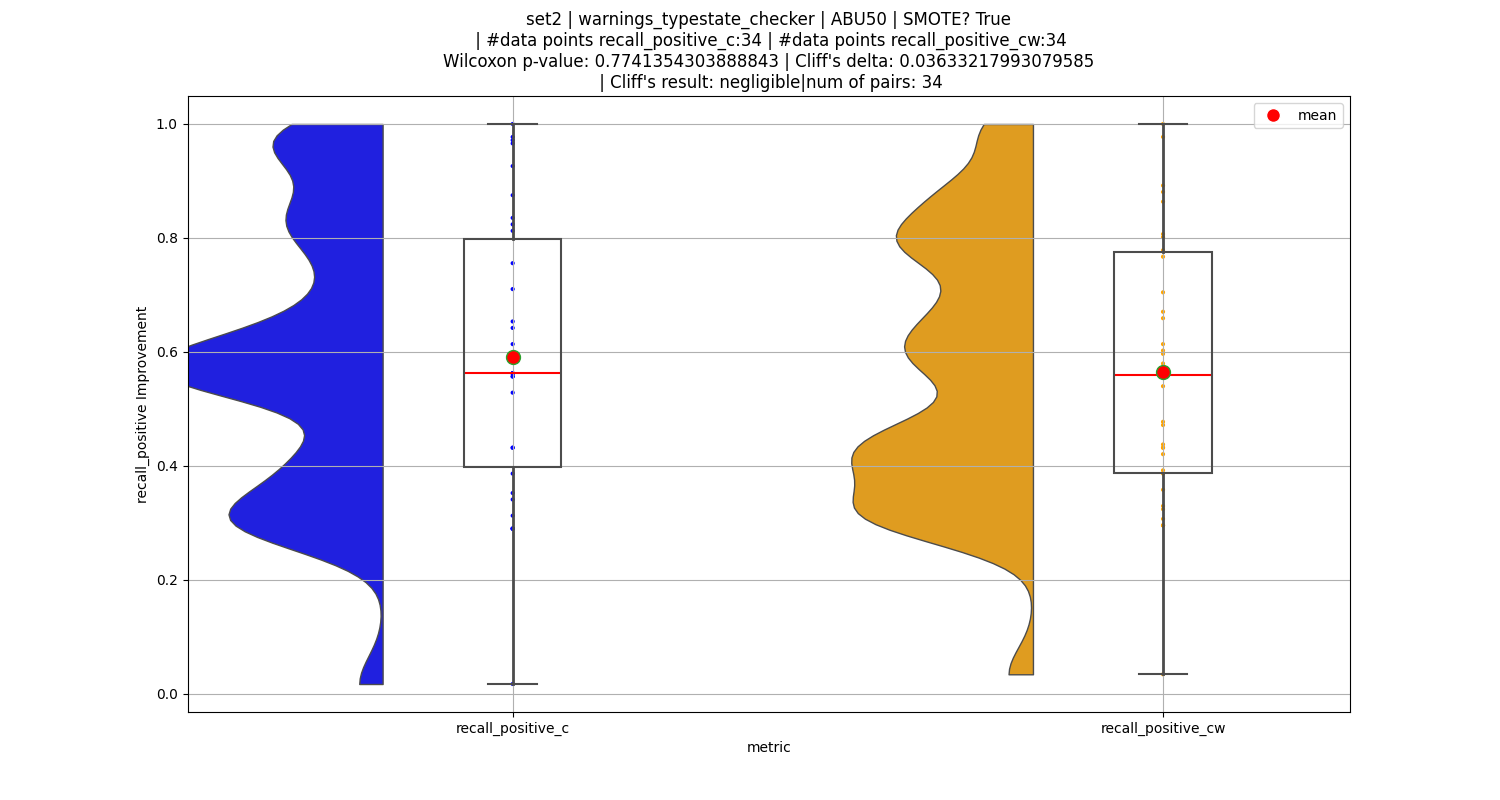 set2 | warnings_typestate_checker | ABU50 | SMOTE? True
| #data points recall_positive_c:34 | #data points recall_positive_cw:34
Wilcoxon p-value: 0.7741354303888843 | Cliff's delta: 0.03633217993079585
| Cliff's result: negligible|num of pairs: 34
mean
1.0
0.8
0.6
0.4
0.2
0.0
recall_positive Improvement
recall_positive_c
recall_positive_cw
metric